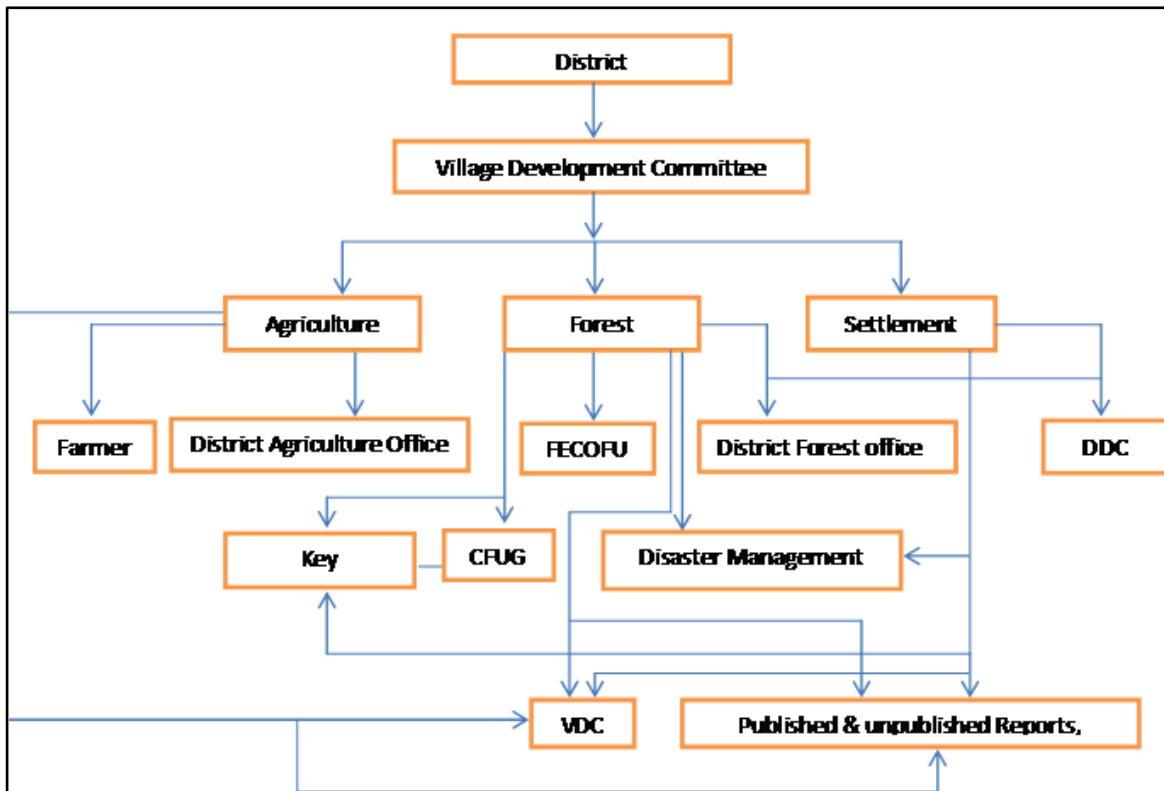 District
Village Development Committee
Agriculture
Forest
Settlement
Farmer
District Agriculture Office
FECOFU
District Forest office
DDC
Key
CFUG
Disaster Management
VDC
Published & unpublished Reports,